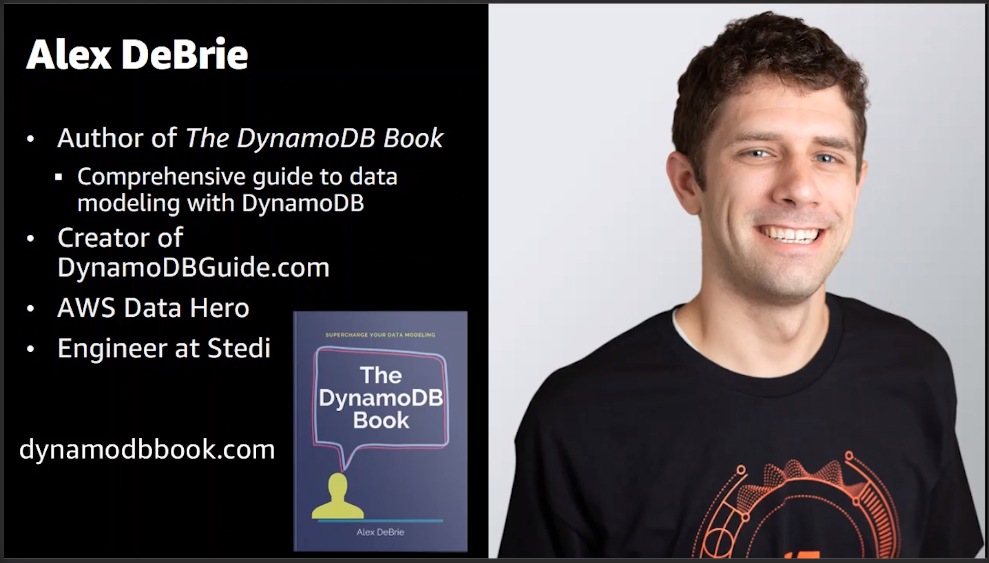 Alex DeBrie
• Author of The DynamoDB Book
▪ Comprehensive guide to data
modeling with DynamoDB
• Creator of
DynamoDBGuide.com
• AWS Data Hero
• Engineer at Stedi
dynamodbbook.com
SUPERCHARGE YOUR DATA MODELING
The
DynamoDB
Book
Alex DeBrie